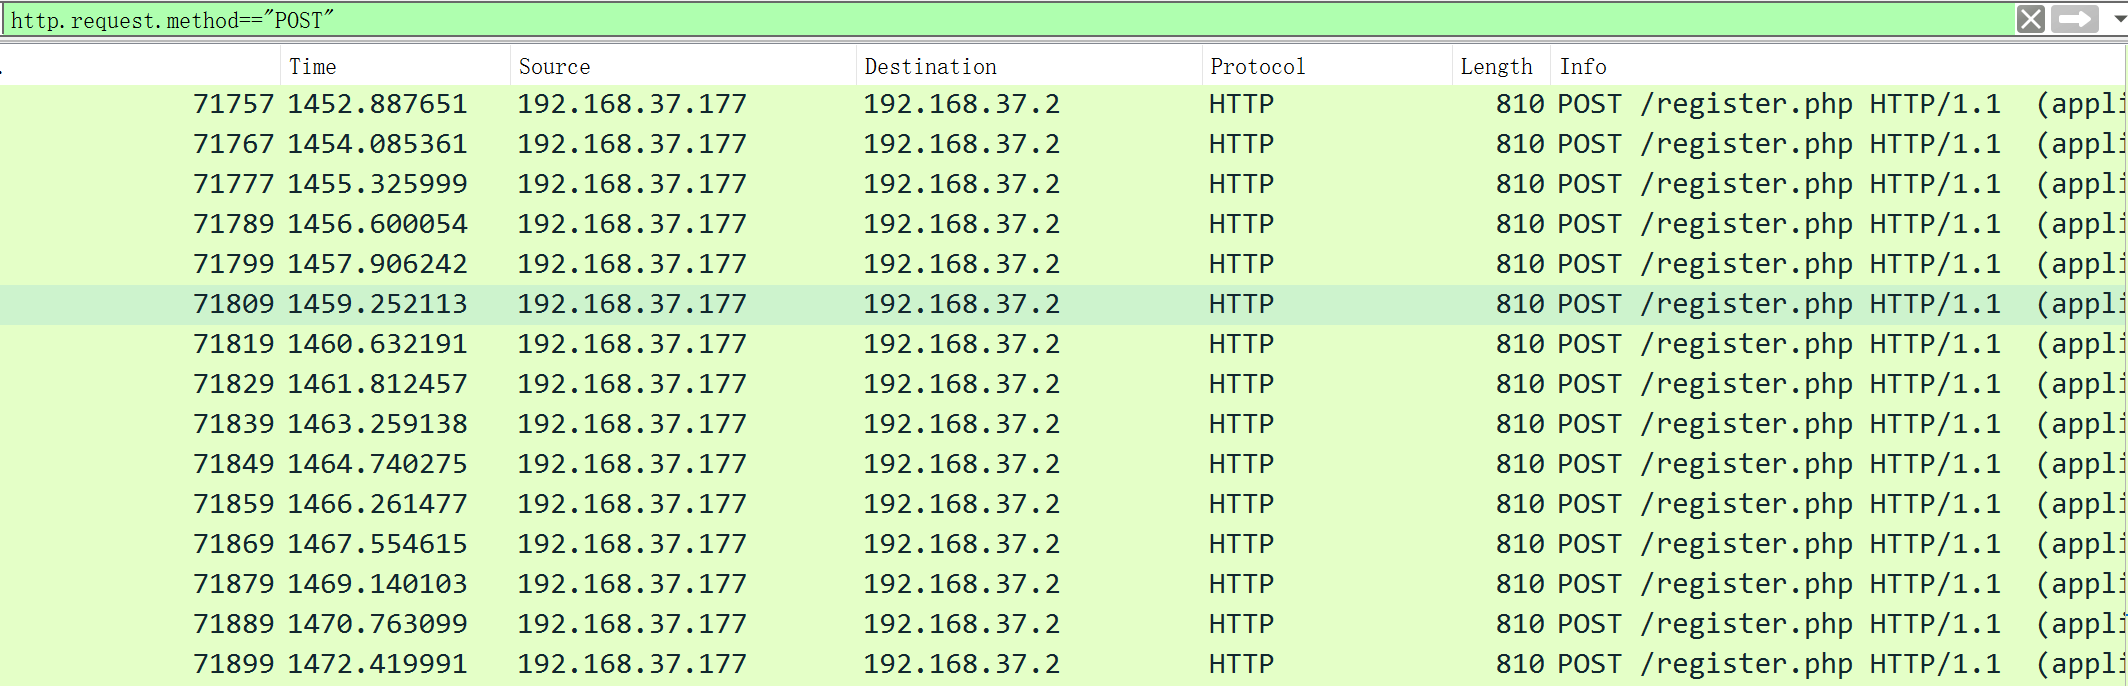 http.request.method=="POST"
. Time Source Destination Protocol Length Info
71757 1452.887651 192.168.37.177 192.168.37.2 HTTP 810 POST /register.php HTTP/1.1 (appli
71767 1454.085361 192.168.37.177 192.168.37.2 HTTP 810 POST /register.php HTTP/1.1 (appli
71777 1455.325999 192.168.37.177 192.168.37.2 HTTP 810 POST /register.php HTTP/1.1 (appli
71789 1456.600054 192.168.37.177 192.168.37.2 HTTP 810 POST /register.php HTTP/1.1 (appli
71799 1457.906242 192.168.37.177 192.168.37.2 HTTP 810 POST /register.php HTTP/1.1 (appli
71809 1459.252113 192.168.37.177 192.168.37.2 HTTP 810 POST /register.php HTTP/1.1 (appli
71819 1460.632191 192.168.37.177 192.168.37.2 HTTP 810 POST /register.php HTTP/1.1 (appli
71829 1461.812457 192.168.37.177 192.168.37.2 HTTP 810 POST /register.php HTTP/1.1 (appli
71839 1463.259138 192.168.37.177 192.168.37.2 HTTP 810 POST /register.php HTTP/1.1 (appli
71849 1464.740275 192.168.37.177 192.168.37.2 HTTP 810 POST /register.php HTTP/1.1 (appli
71859 1466.261477 192.168.37.177 192.168.37.2 HTTP 810 POST /register.php HTTP/1.1 (appli
71869 1467.554615 192.168.37.177 192.168.37.2 HTTP 810 POST /register.php HTTP/1.1 (appli
71879 1469.140103 192.168.37.177 192.168.37.2 HTTP 810 POST /register.php HTTP/1.1 (appli
71889 1470.763099 192.168.37.177 192.168.37.2 HTTP 810 POST /register.php HTTP/1.1 (appli
71899 1472.419991 192.168.37.177 192.168.37.2 HTTP 810 POST /register.php HTTP/1.1 (appli